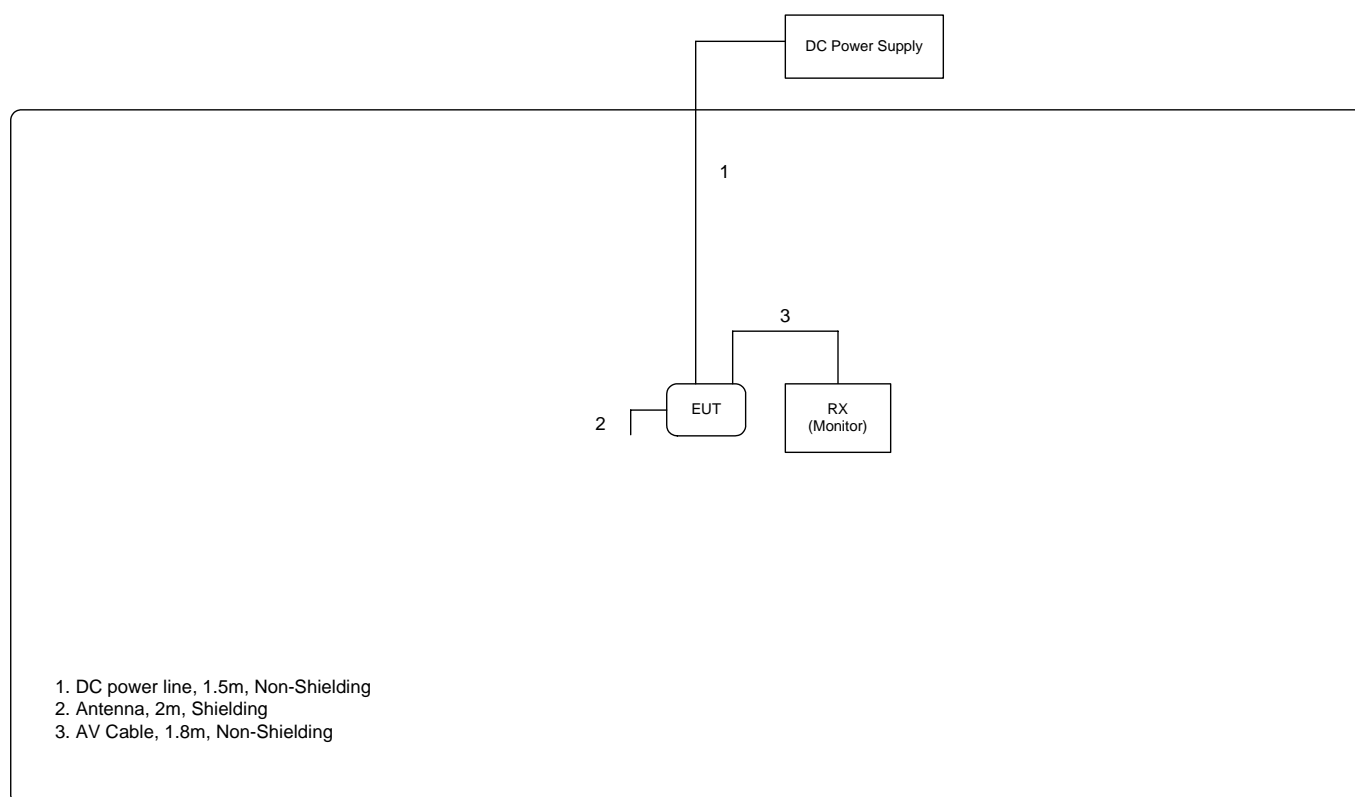 DC Power Supply
1
3
2
EUT
RX
(Monitor)
1. DC power line, 1.5m, Non-Shielding
2. Antenna, 2m, Shielding
3. AV Cable, 1.8m, Non-Shielding